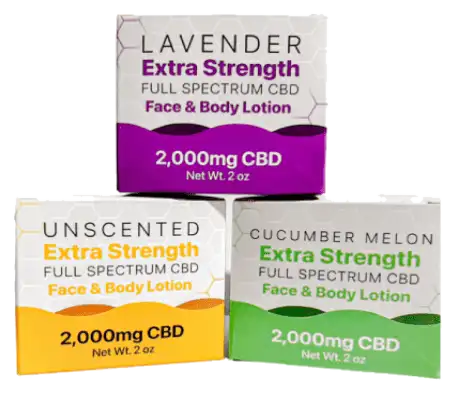 LAVENDER
Extra Strength
FULL SPECTRUM CBD
Face & Body Lotion
2,000mg CBD
Net Wt. 2 oz
UNSCENTED
Extra Strength
FULL SPECTRUM CBD
Face & Body Lotion
2,000mg CBD
Net Wt. 2 oz
CUCUMBER MELON
Extra Strength
FULL SPECTRUM CBD
Face & Body Lotion
2,000mg CBD
Net Wt. 2 oz